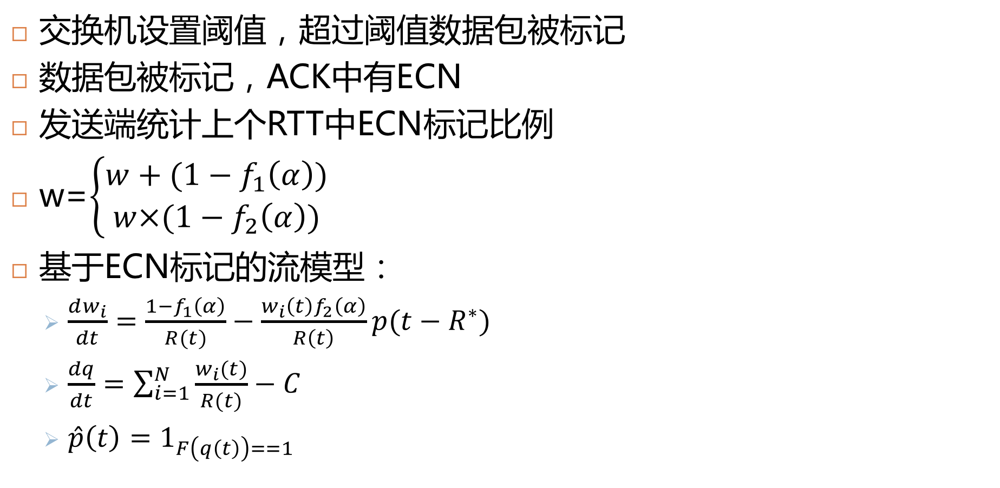 交换机设置阈值，超过阈值数据包被标记
数据包被标记，ACK中有ECN
发送端统计上个RTT中ECN标记比例
w=\begin{cases} w + (1 - f_1(\alpha)) \\ w \times (1 - f_2(\alpha)) \end{cases}
基于ECN标记的流模型：
\frac{dw_i}{dt} = \frac{1-f_1(\alpha)}{R(t)} - \frac{w_i(t)f_2(\alpha)}{R(t)} p(t - R^*)
\frac{dq}{dt} = \sum_{i=1}^{N} \frac{w_i(t)}{R(t)} - C
\hat{p}(t) = 1_{F(q(t))==1}